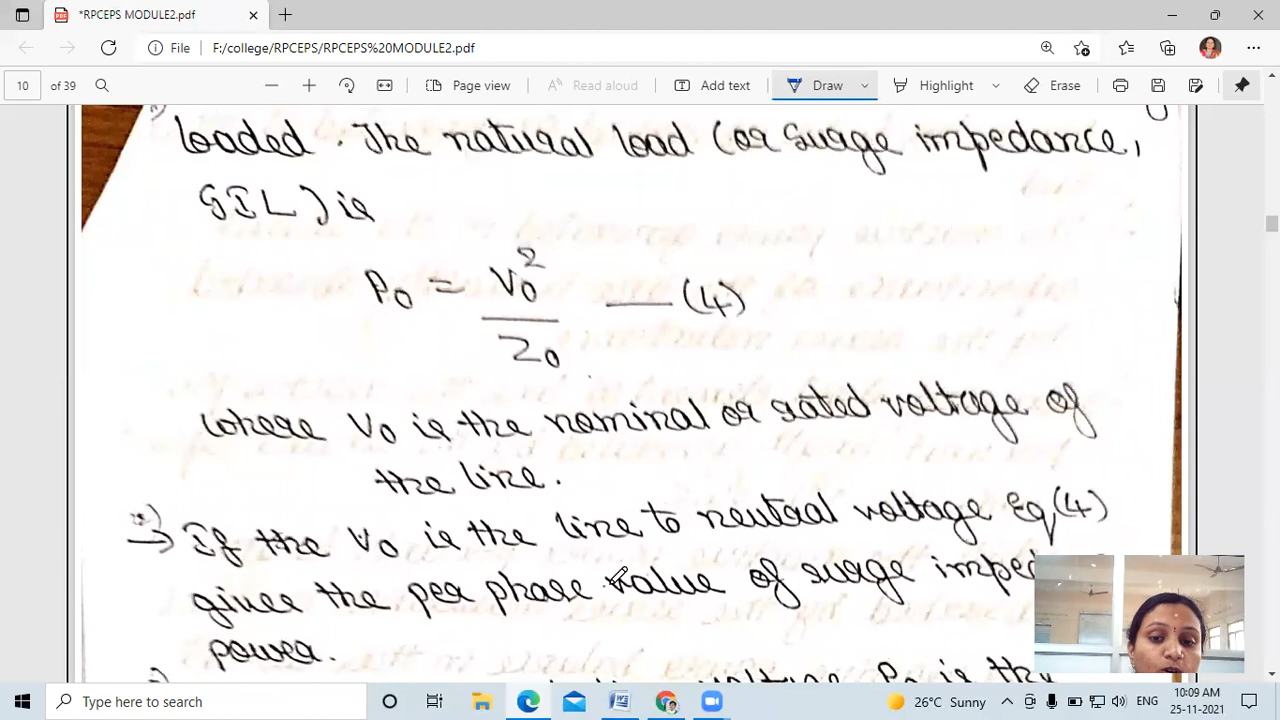 *RPCEPS MODULE2.pdf
File F:/college/RPCEPS/RPCEPS%20MODULE2.pdf
10 of 39 Page view Read aloud Add text Draw Highlight Erase
loaded. The natural load (or surge impedance,
SIL) is
P0 = V0² / Z0 — (4)
where V0 is the nominal or rated voltage of
the line.
⇒ If the V0 is the line to neutral voltage Eq (4)
gives the per phase value of surge
power.
voltage, P0 is the
Type here to search
26°C Sunny
ENG
10:09 AM
25-11-2021